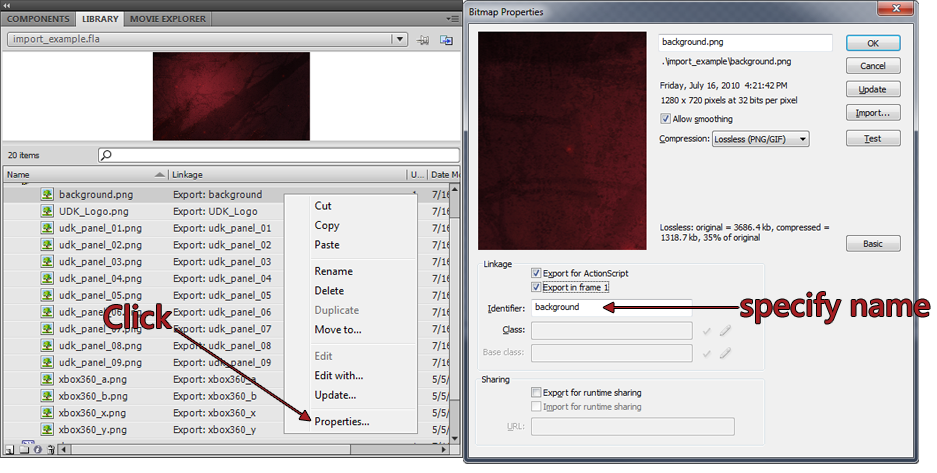 COMPONENTS LIBRARY MOVIE EXPLORER
import_example.fla
20 items
Name Linkage U... Date Mo
background.png Export: background 7/16
UDK_Logo.png Export: UDK_Logo 7/16
udk_panel_01.png Export: udk_panel_01 7/16
udk_panel_02.png Export: udk_panel_02 7/16
udk_panel_03.png Export: udk_panel_03 7/16
udk_panel_04.png Export: udk_panel_04 7/16
udk_panel_05.png Export: udk_panel_05 7/16
udk_panel_06.png Export: udk_panel_06 7/16
udk_panel_07.png Export: udk_panel_07 7/16
udk_panel_08.png Export: udk_panel_08 7/16
udk_panel_09.png Export: udk_panel_09 7/16
xbox360_a.png Export: xbox360_a 5/5/
xbox360_b.png Export: xbox360_b 5/5/
xbox360_x.png Export: xbox360_x 5/5/
xbox360_y.png Export: xbox360_y 5/5/
Cut
Copy
Paste
Rename
Delete
Duplicate
Move to...
Edit
Edit with...
Update...
Properties...
Click
Bitmap Properties
background.png
.\import_example\background.png
Friday, July 16, 2010 4:21:42 PM
1280 x 720 pixels at 32 bits per pixel
Allow smoothing
Compression: Lossless (PNG/GIF)
OK
Cancel
Update
Import...
Test
Lossless: original = 3686.4 kb, compressed =
1318.7 kb, 35% of original
Basic
Linkage
Export for ActionScript
Export in frame 1
Identifier: background
specify name
Class:
Base class:
Sharing
Export for runtime sharing
Import for runtime sharing
URL: